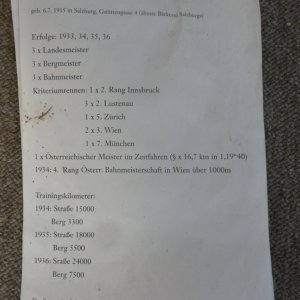 geb. 6.7. 1915 in Salzburg, Gstättengasse 4 (älteste Bäckerei Salzburgs)
Erfolge: 1933, 34, 35, 36
3 x Landesmeister
3 x Bergmeister
3 x Bahnmeister
Kriteriumrennen: 1 x 2. Rang Innsbruck
3 x 2. Lustenau
1 x 5. Zürich
2 x 3. Wien
1 x 7. München
1 x Österreichischer Meister im Zeitfahren (§ x 16,7 km in 1,19"40)
1934: 4. Rang Österr. Bahnmeisterschaft in Wien über 1000m
Trainingskilometer:
1934: Straße 15000
Berg 3300
1935: Straße 18000
Berg 5500
1936: Straße 24000
Berg 7500